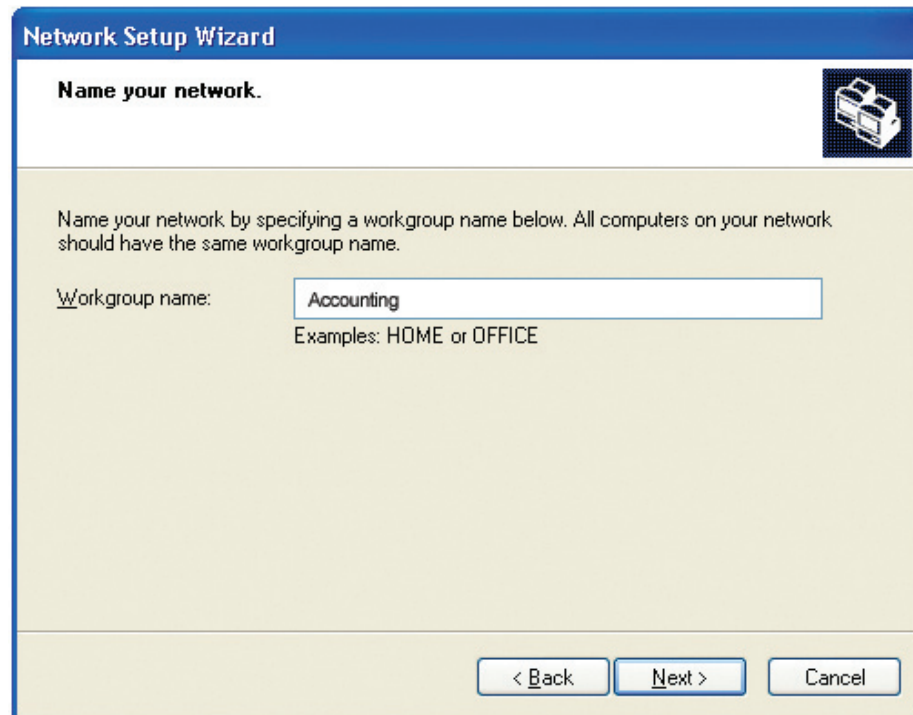 Network Setup Wizard
Name your network.
Name your network by specifying a workgroup name below. All computers on your network
should have the same workgroup name.
Workgroup name: Accounting
Examples: HOME or OFFICE
< Back Next > Cancel